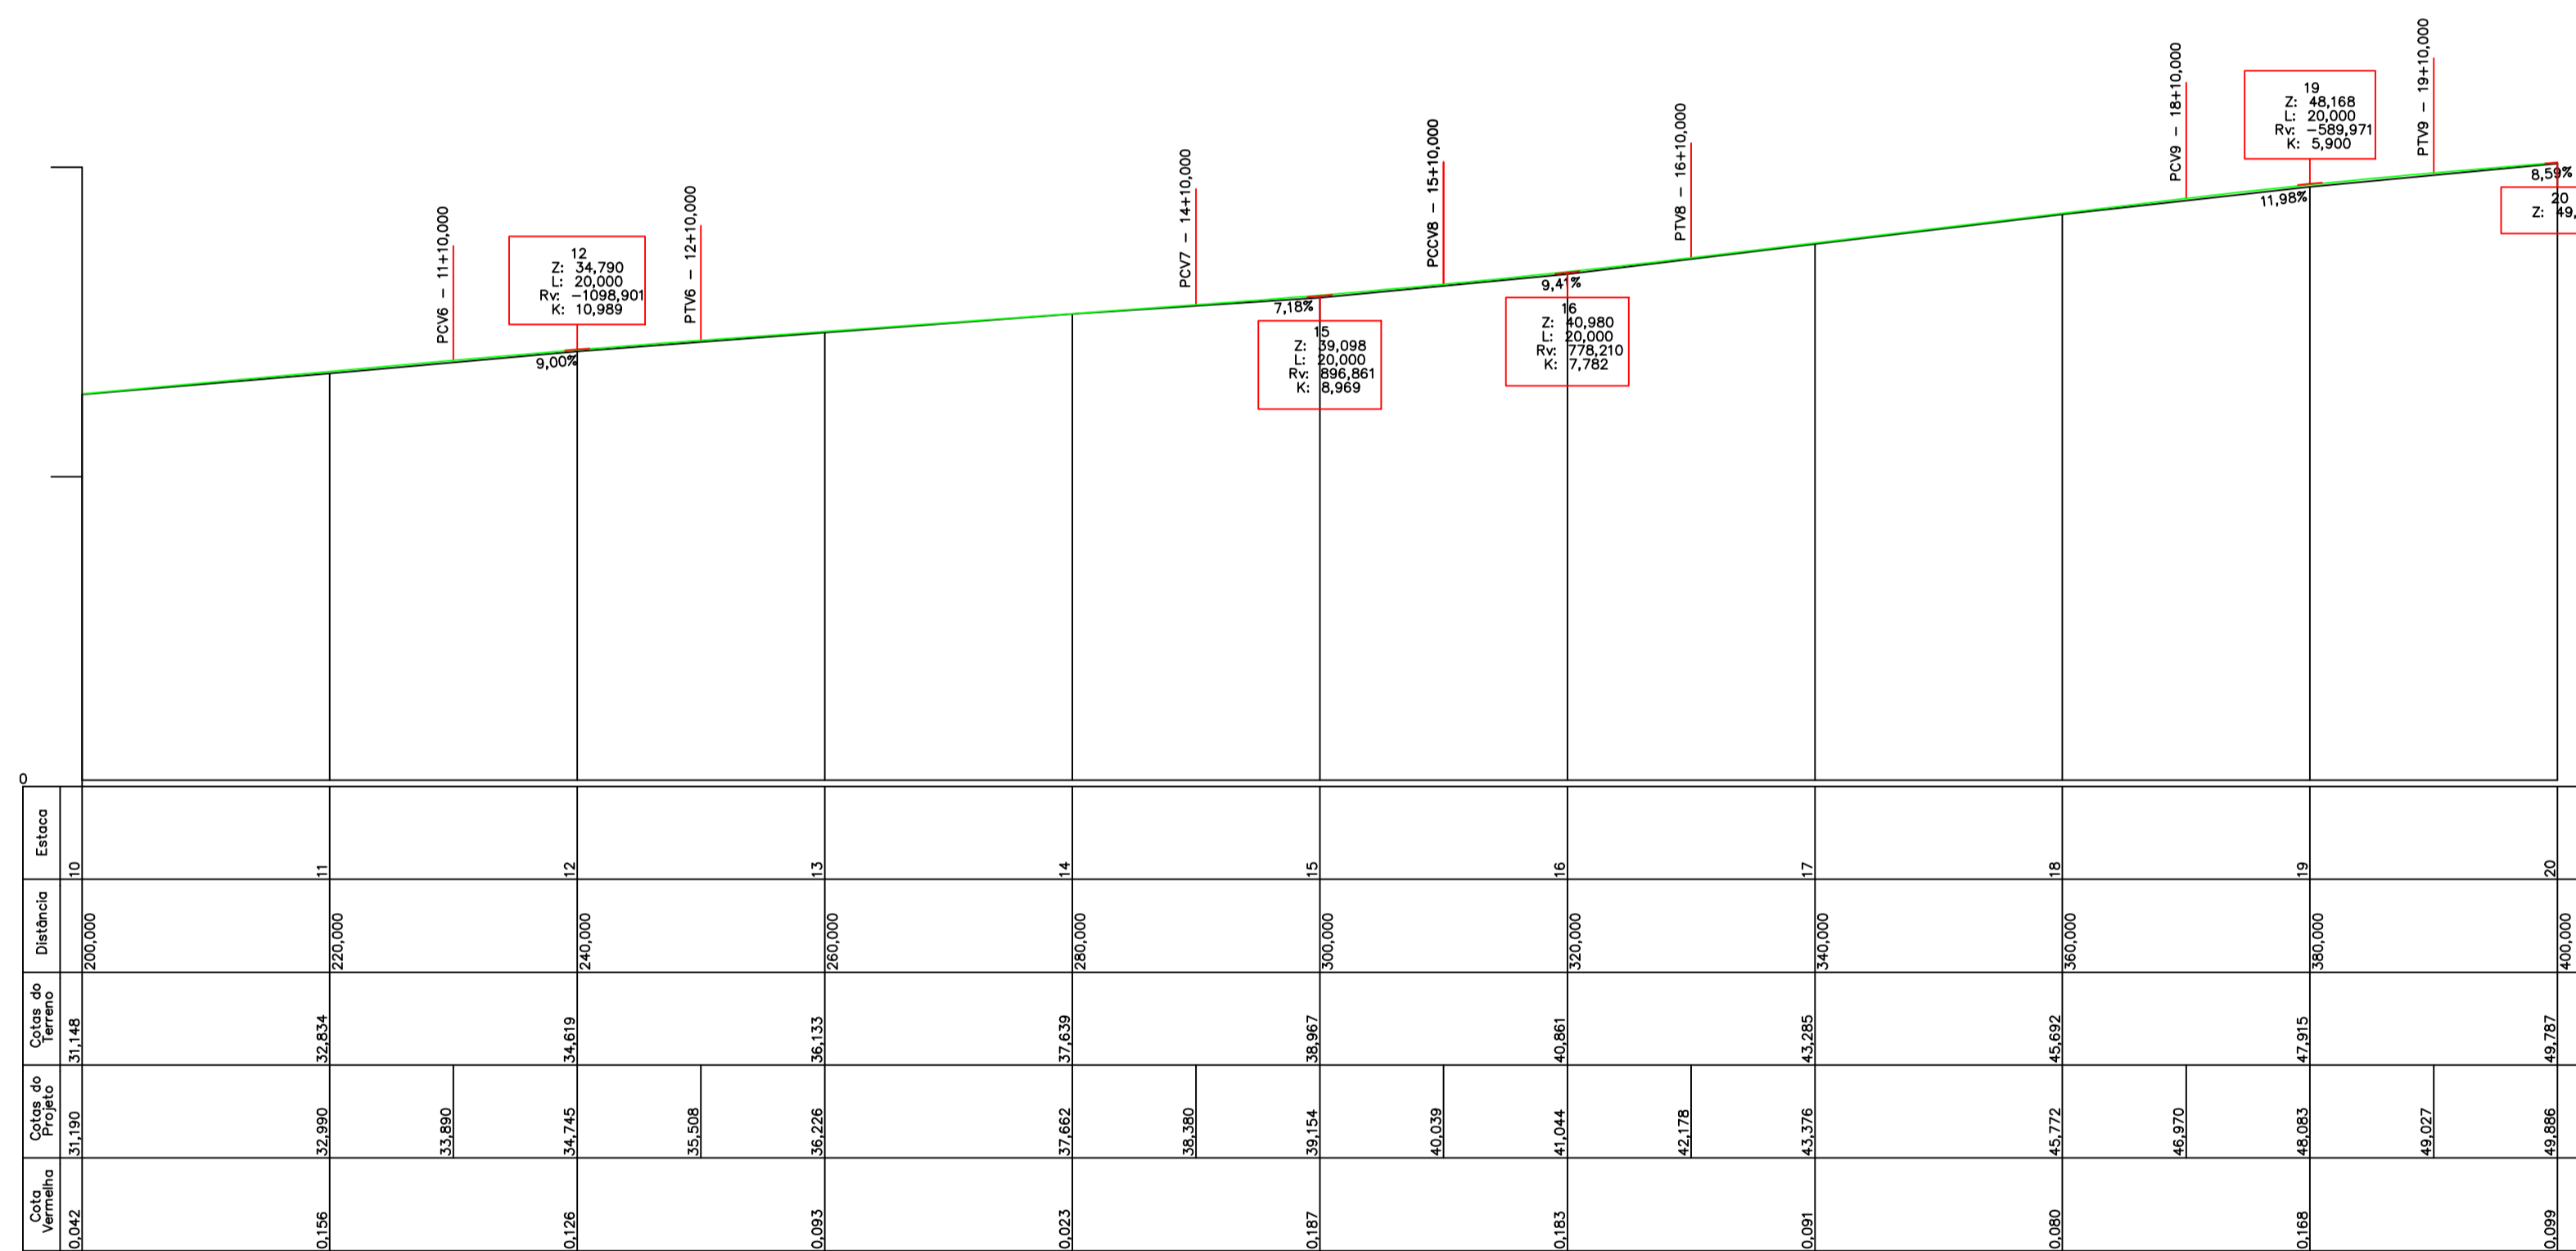 PCV6 – 11+10,000
12
Z: 34,790
L: 20,000
Rv: –1098,901
K: 10,989
9,00%
PTV6 – 12+10,000
PCV7 – 14+10,000
7,18%
15
Z: 39,098
L: 20,000
Rv: 896,861
K: 8,969
PCCV8 – 15+10,000
9,41%
16
Z: 40,980
L: 20,000
Rv: 778,210
K: 7,782
PTV8 – 16+10,000
PCV9 – 18+10,000
19
Z: 48,168
L: 20,000
Rv: –589,971
K: 5,900
11,98%
PTV9 – 19+10,000
8,59%
20
Z: 49,
0
Estaca 10 11 12 13 14 15 16 17 18 19 20
Distância 200,000 220,000 240,000 260,000 280,000 300,000 320,000 340,000 360,000 380,000 400,000
Cotas do
Terreno 31,148 32,834 34,619 36,133 37,639 38,967 40,861 43,285 45,692 47,915 49,787
Cotas do
Projeto 31,190 32,990 33,890 34,745 35,508 36,226 37,662 38,380 39,154 40,039 41,044 42,178 43,376 45,772 46,970 48,083 49,027 49,886
Cota
Vermelha 0,042 0,156 0,126 0,093 0,023 0,187 0,183 0,091 0,080 0,168 0,099